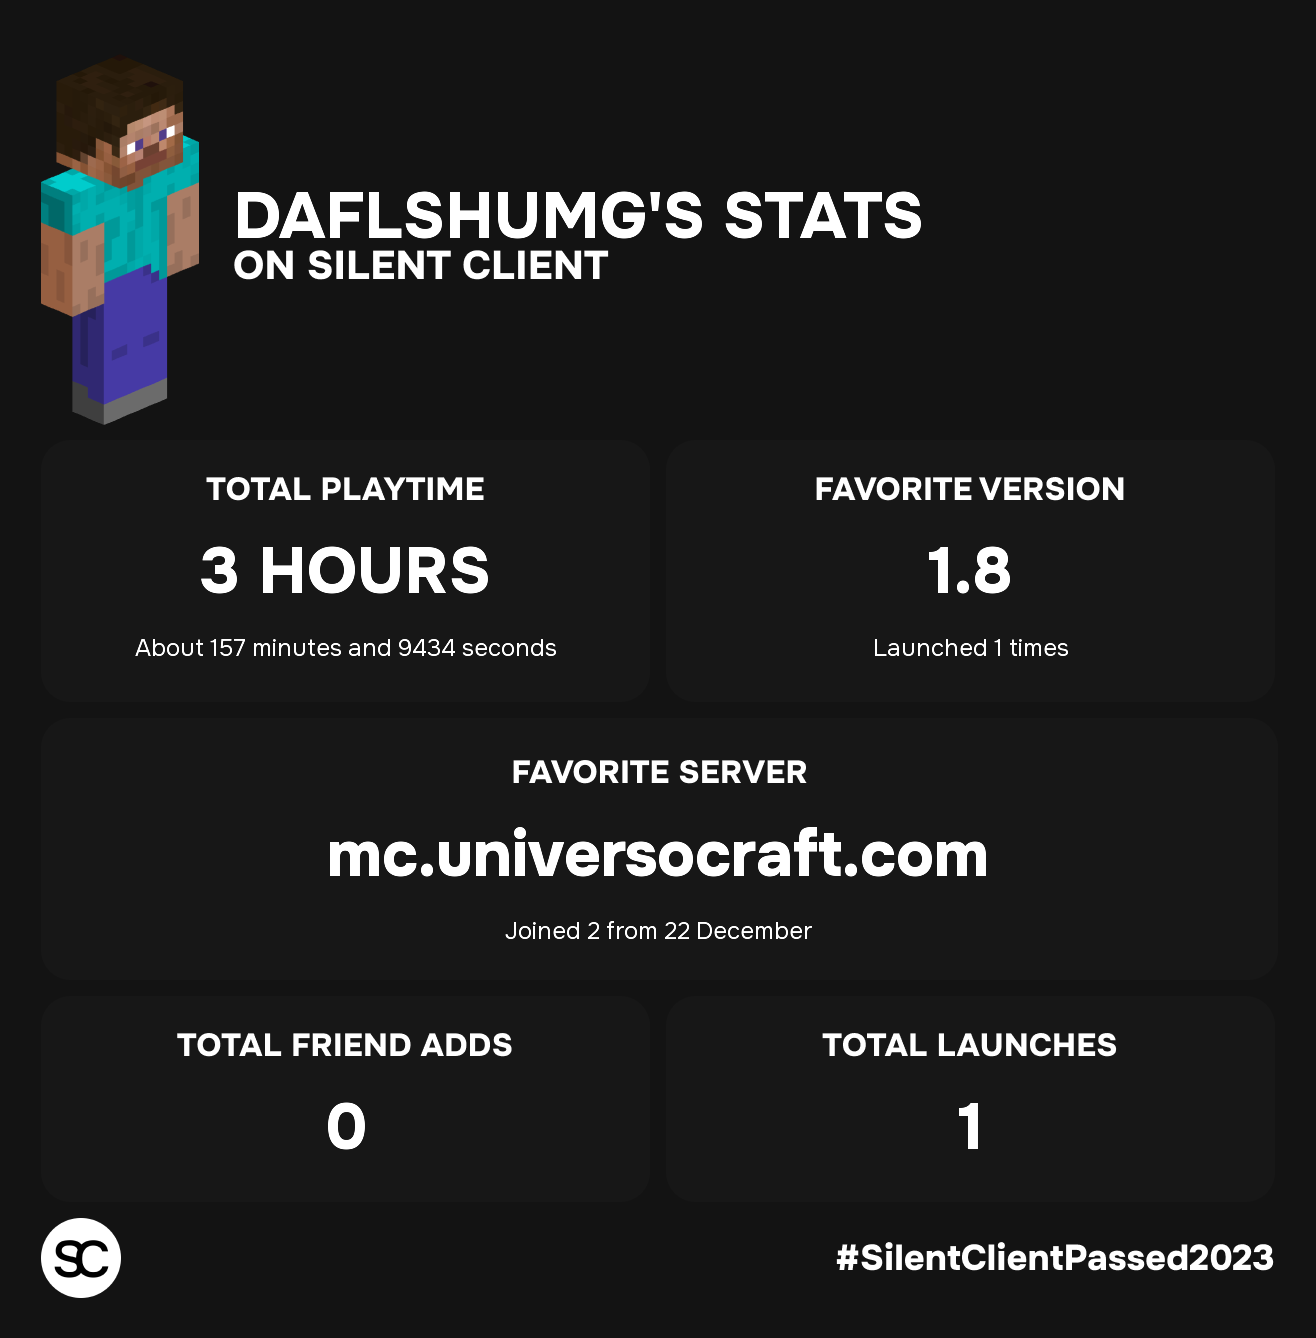 DAFLSHUMG'S STATS
ON SILENT CLIENT
TOTAL PLAYTIME
3 HOURS
About 157 minutes and 9434 seconds
FAVORITE VERSION
1.8
Launched 1 times
FAVORITE SERVER
mc.universocraft.com
Joined 2 from 22 December
TOTAL FRIEND ADDS
0
TOTAL LAUNCHES
1
SC
#SilentClientPassed2023